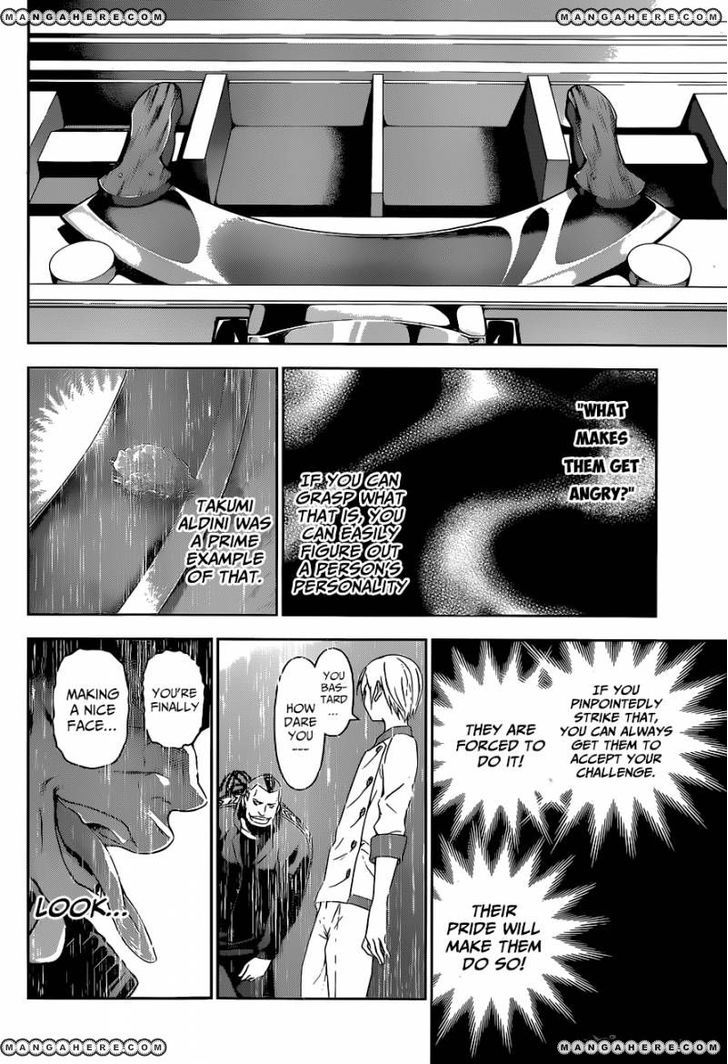 MANGAHERE.COM
MANGAHERE.COM
"WHAT
MAKES
THEM GET
ANGRY?"
IF YOU CAN
GRASP WHAT
THAT IS, YOU
CAN EASILY
FIGURE OUT
A PERSON'S
PERSONALITY
TAKUMI
ALDINI WAS
A PRIME
EXAMPLE
OF THAT.
IF YOU
PINPOINTEDLY
STRIKE THAT,
YOU CAN ALWAYS
GET THEM TO
ACCEPT YOUR
CHALLENGE.
THEY ARE
FORCED TO
DO IT!
THEIR
PRIDE WILL
MAKE THEM
DO SO!
YOU
BAS-
TARD
...
HOW
DARE
YOU
---
YOU'RE
FINALLY
MAKING
A NICE
FACE...
LOOK...
MANGAHERE.COM
MANGAHERE.COM